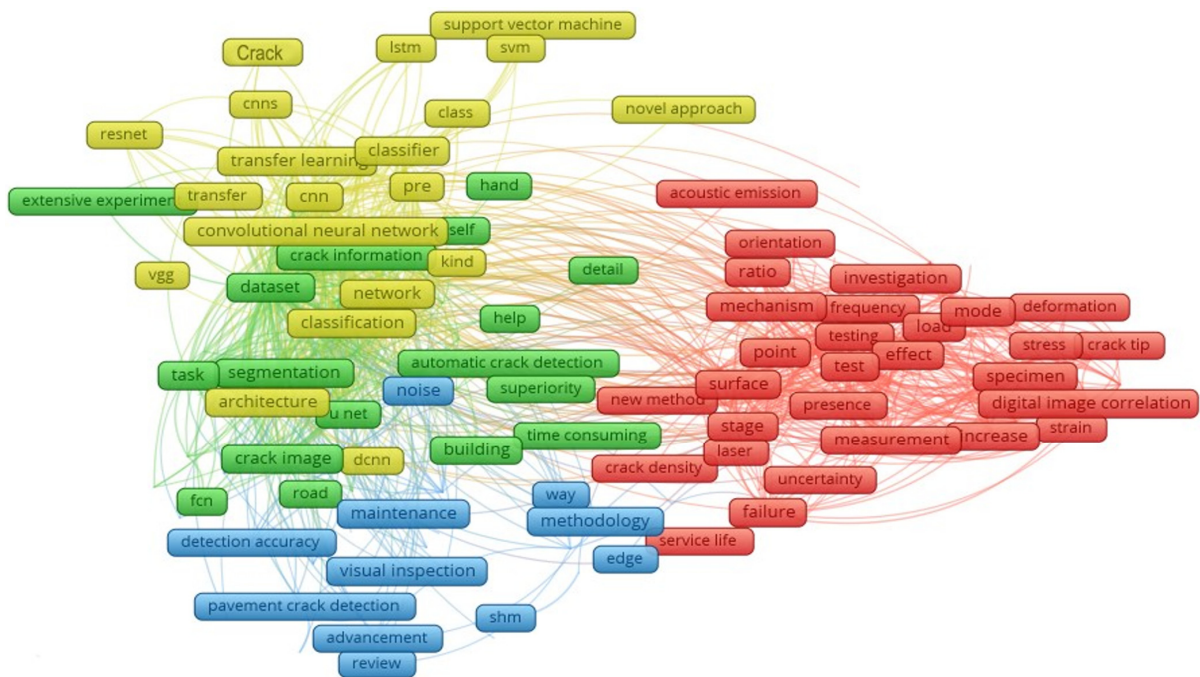 support vector machine
Crack
lstm
svm
cnns
class
novel approach
resnet
transfer learning
classifier
extensive experimen
transfer
cnn
pre
hand
acoustic emission
convolutional neural network
self
orientation
crack information
kind
vgg
dataset
detail
ratio
investigation
network
mechanism
frequency
mode
deformation
classification
help
testing
load
stress
crack tip
point
effect
test
task
segmentation
automatic crack detection
noise
superiority
surface
specimen
architecture
u net
new method
presence
digital image correlation
stage
strain
time consuming
building
measurement
increase
laser
crack image
dcnn
crack density
uncertainty
fcn
road
way
maintenance
methodology
failure
detection accuracy
service life
visual inspection
edge
pavement crack detection
shm
advancement
review